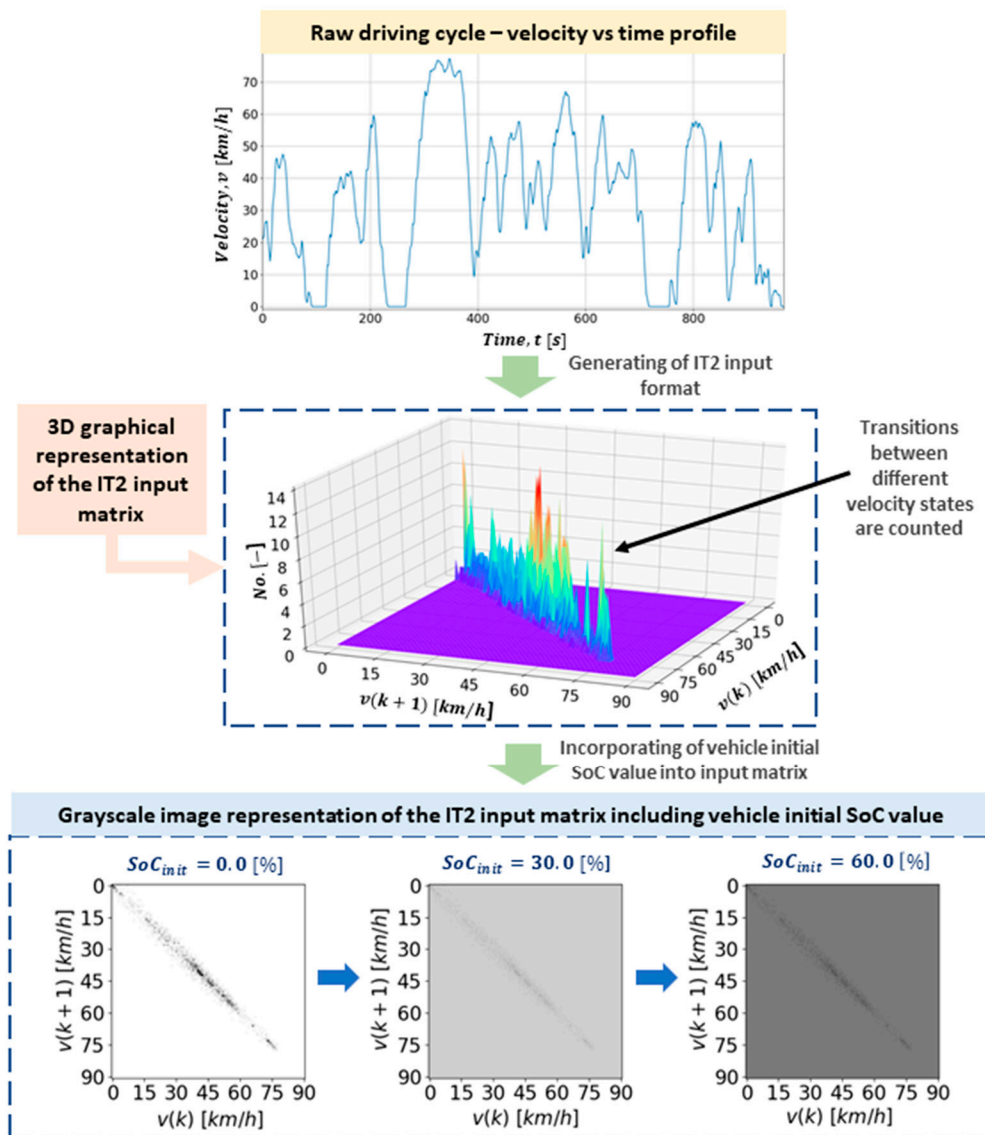 Raw driving cycle – velocity vs time profile
70
60
50
40
30
20
10
0
Velocity, v [km/h]
0 200 400 600 800
Time, t [s]
Generating of IT2 input
format
3D graphical
representation
of the IT2 input
matrix
Transitions
between
different
velocity states
are counted
14
12
10
8
6
4
2
0
No. [−]
0 15 30 45 60 75 90
v(k + 1) [km/h]
90 75 60 45 30 15 0
v(k) [km/h]
Incorporating of vehicle initial
SoC value into input matrix
Grayscale image representation of the IT2 input matrix including vehicle initial SoC value
SoCinit = 0.0 [%]
0
15
30
45
60
75
90
v(k + 1) [km/h]
0 15 30 45 60 75 90
v(k) [km/h]
SoCinit = 30.0 [%]
0
15
30
45
60
75
90
v(k + 1) [km/h]
0 15 30 45 60 75 90
v(k) [km/h]
SoCinit = 60.0 [%]
0
15
30
45
60
75
90
v(k + 1) [km/h]
0 15 30 45 60 75 90
v(k) [km/h]